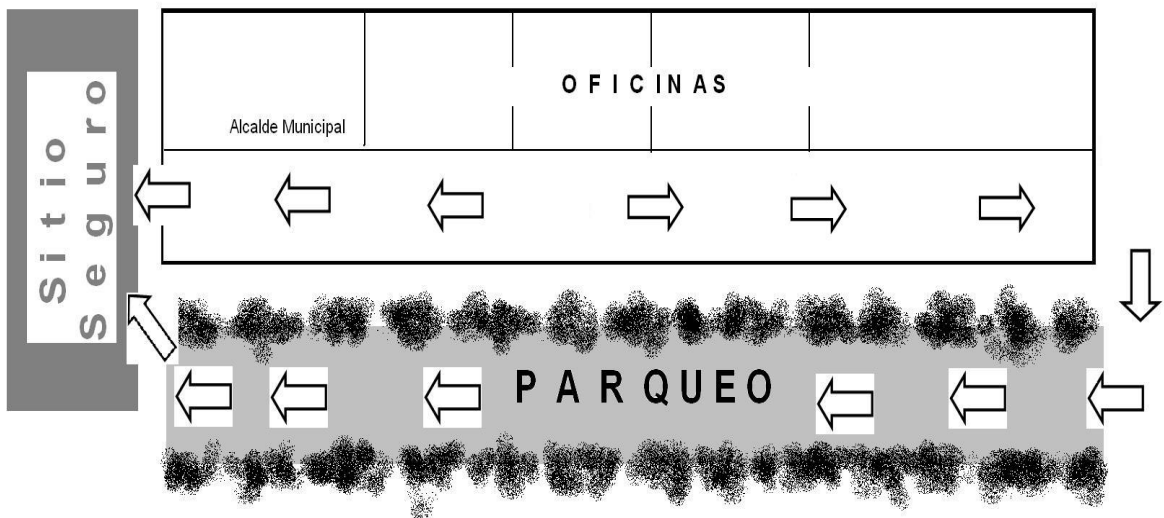 Sitio
Seguro
OFICINAS
Alcalde Municipal
PARQUEO